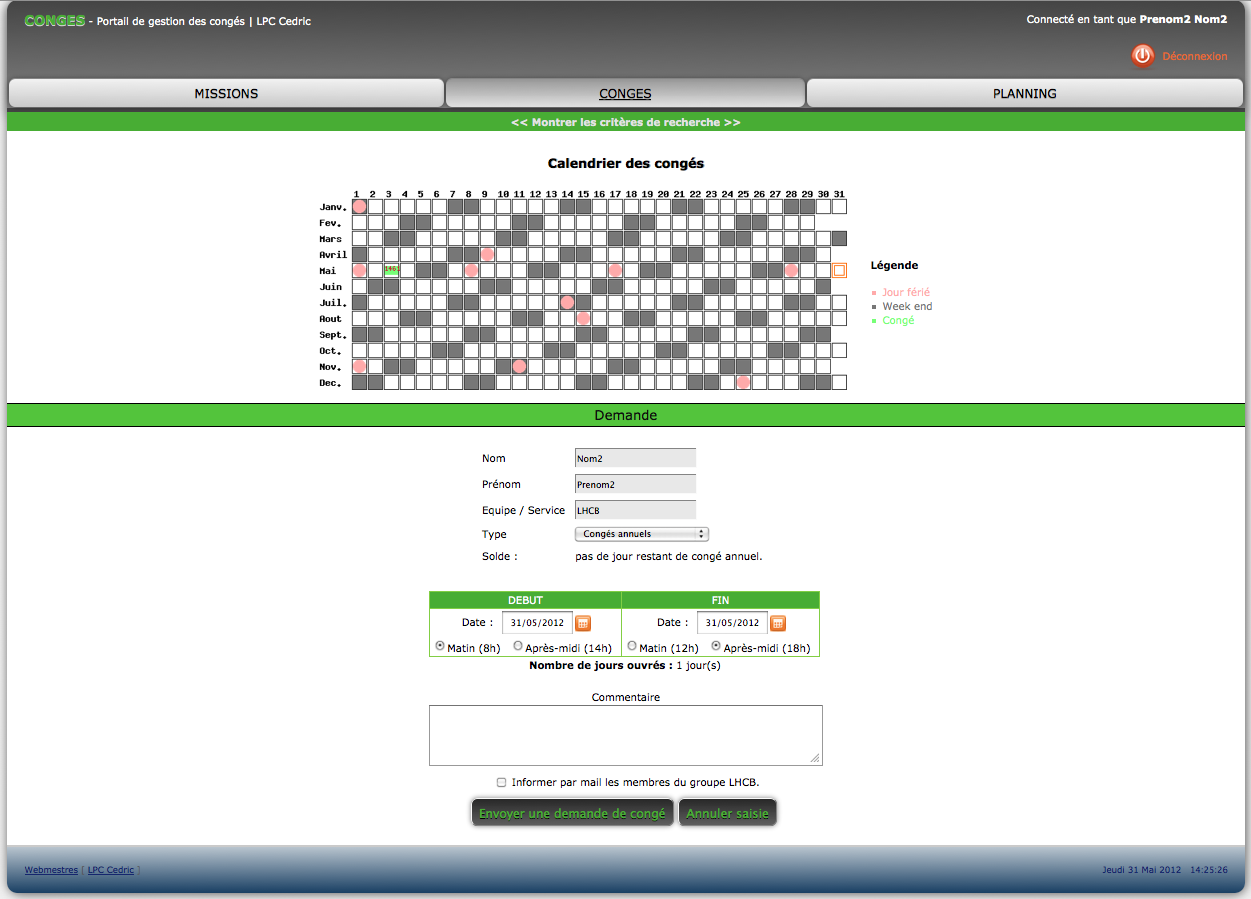 CONGES - Portail de gestion des congés | LPC Cedric
Connecté en tant que Prenom2 Nom2
Déconnexion
MISSIONS CONGES PLANNING
<< Montrer les critères de recherche >>
Calendrier des congés
1 2 3 4 5 6 7 8 9 10 11 12 13 14 15 16 17 18 19 20 21 22 23 24 25 26 27 28 29 30 31
Janv.
Fev.
Mars
Avril
Mai 1461
Juin
Juil.
Aout
Sept.
Oct.
Nov.
Dec.
Légende
Jour férié
Week end
Congé
Demande
Nom Nom2
Prénom Prenom2
Equipe / Service LHCB
Type Congés annuels
Solde : pas de jour restant de congé annuel.
DEBUT FIN
Date : 31/05/2012 Date : 31/05/2012
Matin (8h) Après-midi (14h) Matin (12h) Après-midi (18h)
Nombre de jours ouvrés : 1 jour(s)
Commentaire
Informer par mail les membres du groupe LHCB.
Envoyer une demande de congé Annuler saisie
Webmestres [ LPC Cedric ]
Jeudi 31 Mai 2012 14:25:26